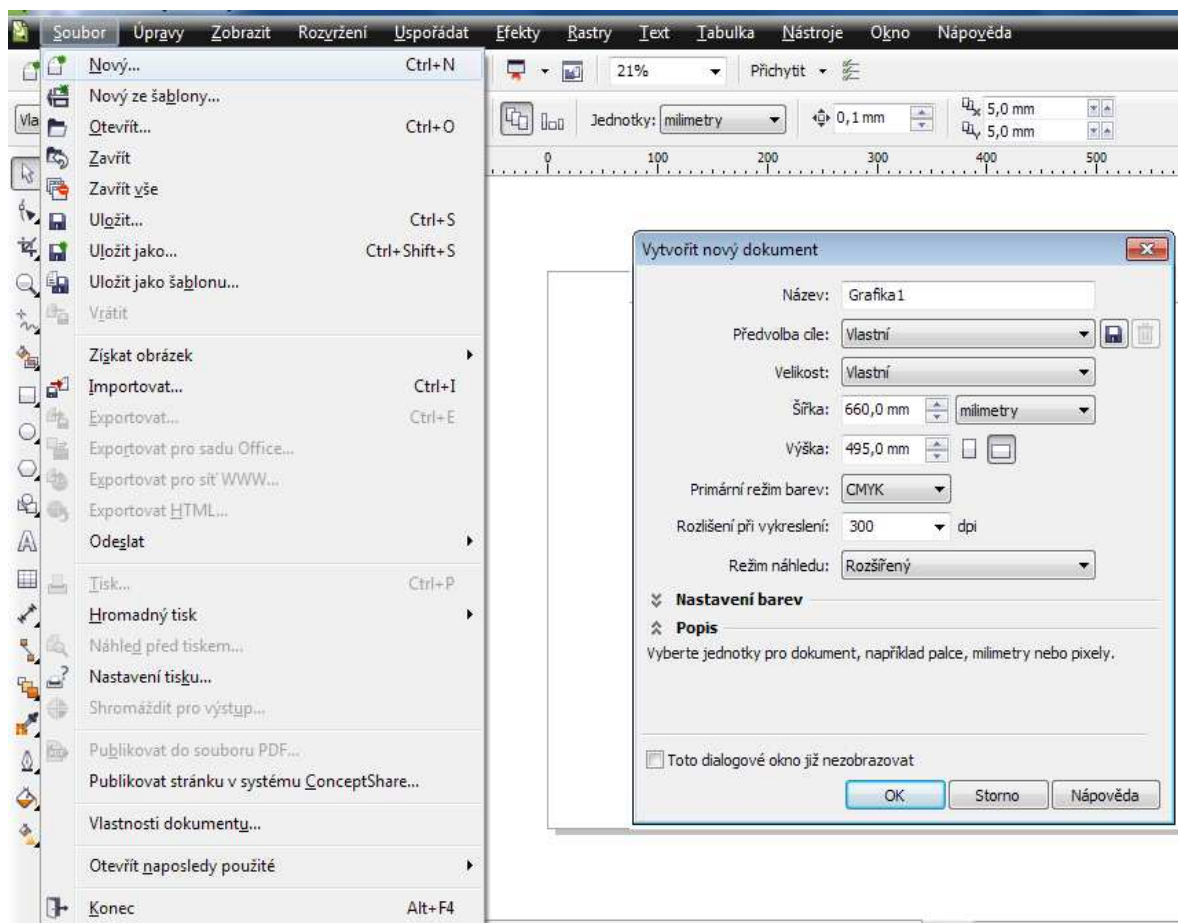 Soubor Úpravy Zobrazit Rozvržení Uspořádat Efekty Rastry Text Tabulka Nástroje Okno Nápověda
Nový... Ctrl+N
Nový ze šablony...
Otevřít... Ctrl+O
Zavřít
Zavřít vše
Uložit... Ctrl+S
Uložit jako... Ctrl+Shift+S
Uložit jako šablonu...
Vrátit
Získat obrázek
Importovat... Ctrl+I
Exportovat... Ctrl+E
Exportovat pro sadu Office...
Exportovat pro síť WWW...
Exportovat HTML...
Odeslat
Tisk... Ctrl+P
Hromadný tisk
Náhled před tiskem...
Nastavení tisku...
Shromáždit pro výstup...
Publikovat do souboru PDF...
Publikovat stránku v systému ConceptShare...
Vlastnosti dokumentu...
Otevřít naposledy použité
Konec Alt+F4
21% Přichytit
Vla
Jednotky: milimetry 0,1 mm 5,0 mm
5,0 mm
0 100 200 300 400 500
Vytvořit nový dokument
Název: Grafika1
Předvolba cíle: Vlastní
Velikost: Vlastní
Šířka: 660,0 mm milimetry
Výška: 495,0 mm
Primární režim barev: CMYK
Rozlišení při vykreslení: 300 dpi
Režim náhledu: Rozšířený
Nastavení barev
Popis
Vyberte jednotky pro dokument, například palce, milimetry nebo pixely.
Toto dialogové okno již nezobrazovat
OK Storno Nápověda